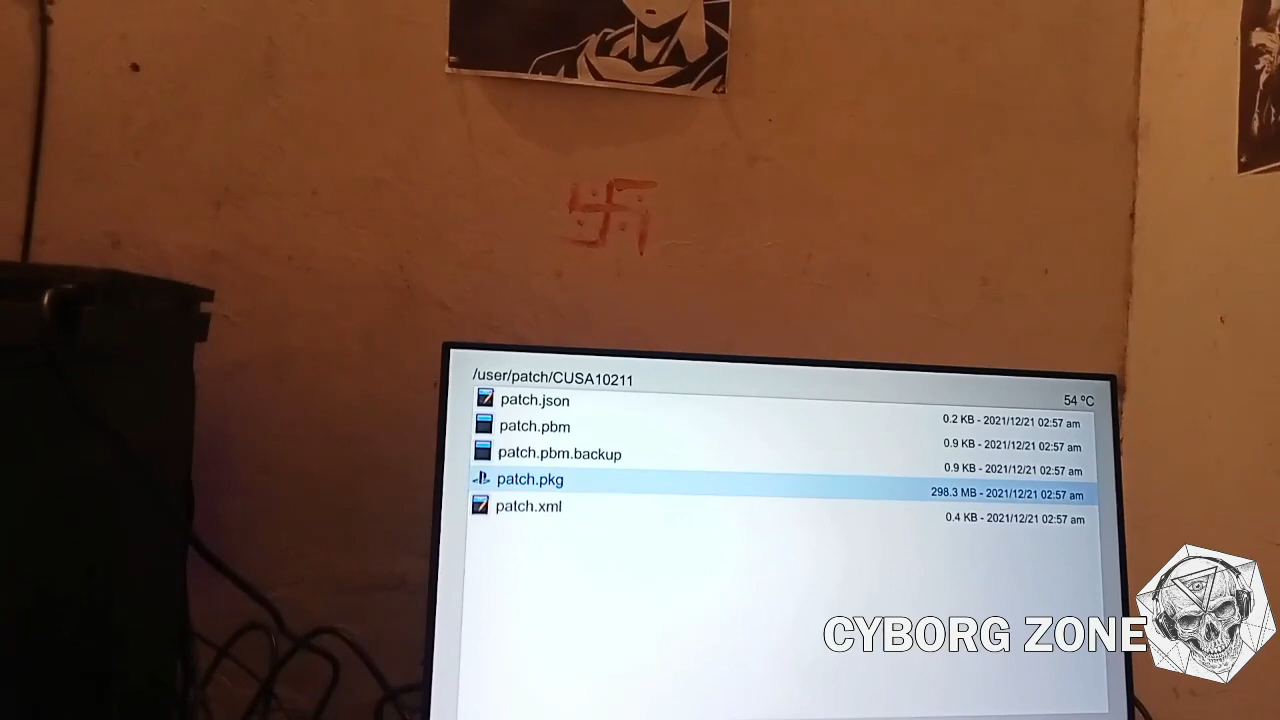 /user/patch/CUSA10211
54 ºC
patch.json
0.2 KB - 2021/12/21 02:57 am
patch.pbm
0.9 KB - 2021/12/21 02:57 am
patch.pbm.backup
0.9 KB - 2021/12/21 02:57 am
patch.pkg
298.3 MB - 2021/12/21 02:57 am
patch.xml
0.4 KB - 2021/12/21 02:57 am
CYBORG ZONE